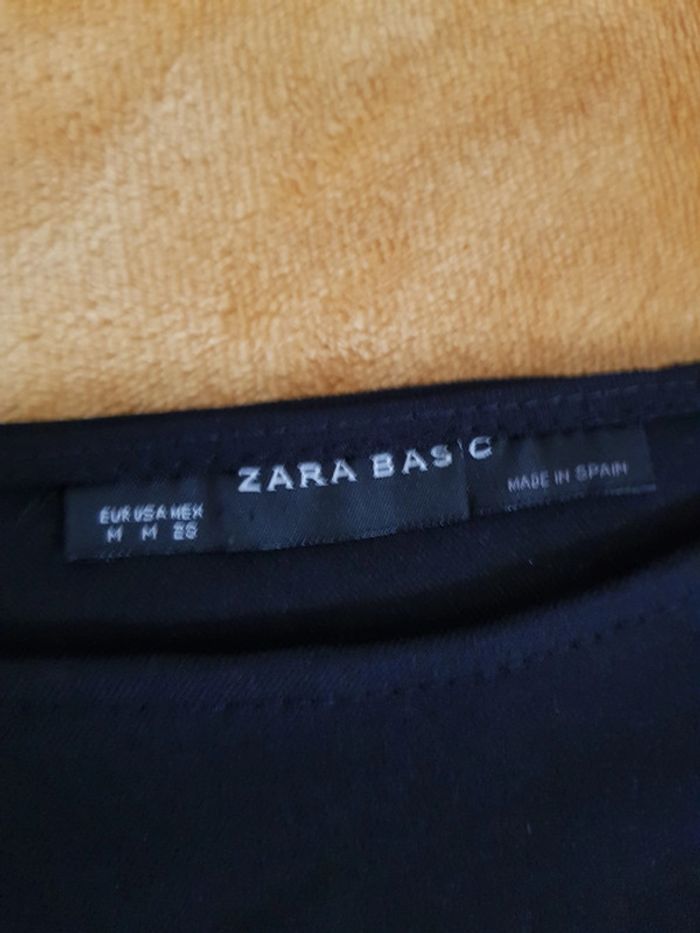 ZARA BASIC
EUR USA MEX
M M 28
MADE IN SPAIN